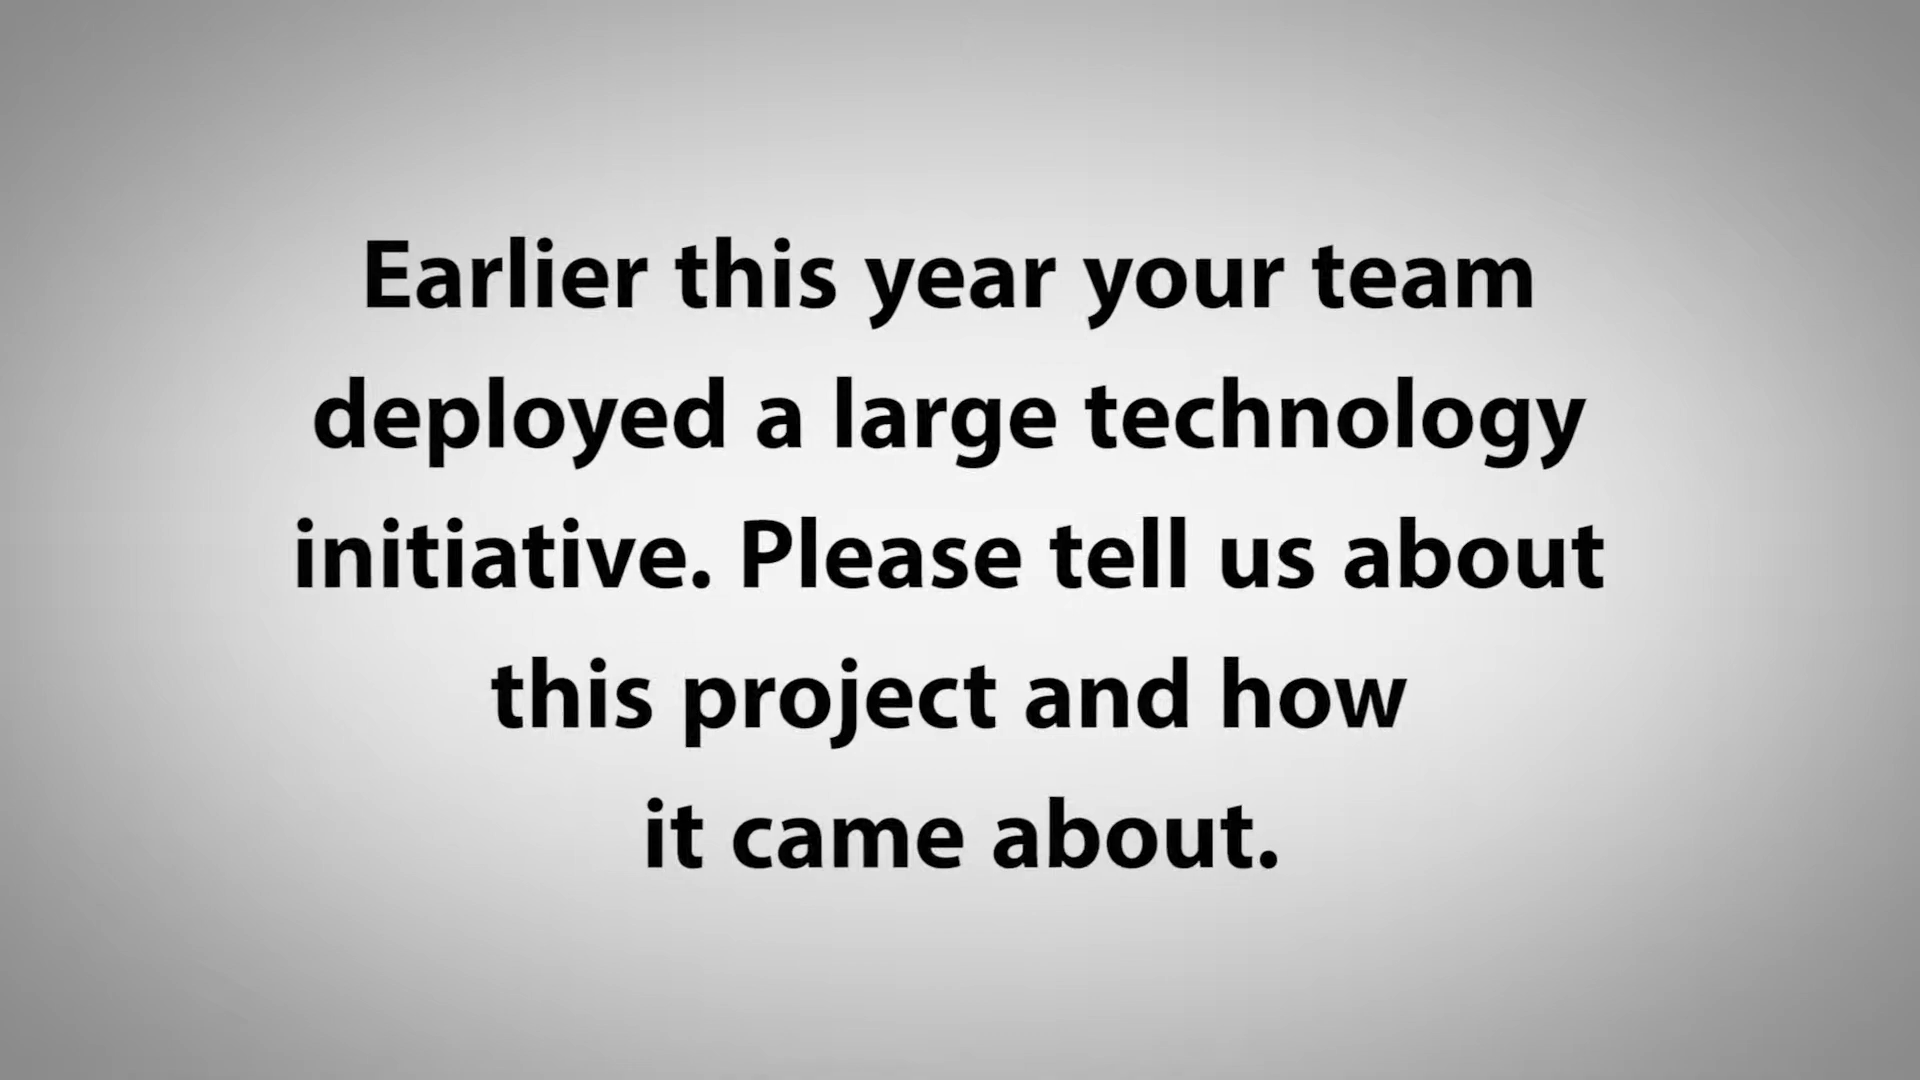 Earlier this year your team
deployed a large technology
initiative. Please tell us about
this project and how
it came about.